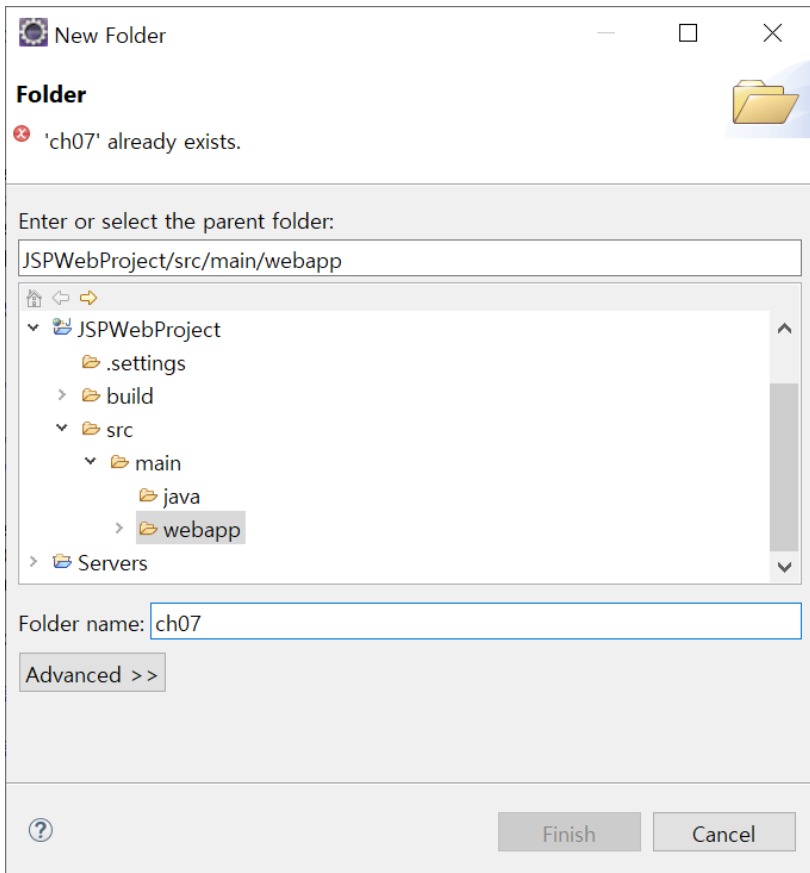 New Folder
Folder
'ch07' already exists.
Enter or select the parent folder:
JSPWebProject/src/main/webapp
JSPWebProject
.settings
build
src
main
java
webapp
Servers
Folder name: ch07
Advanced >>
Finish Cancel